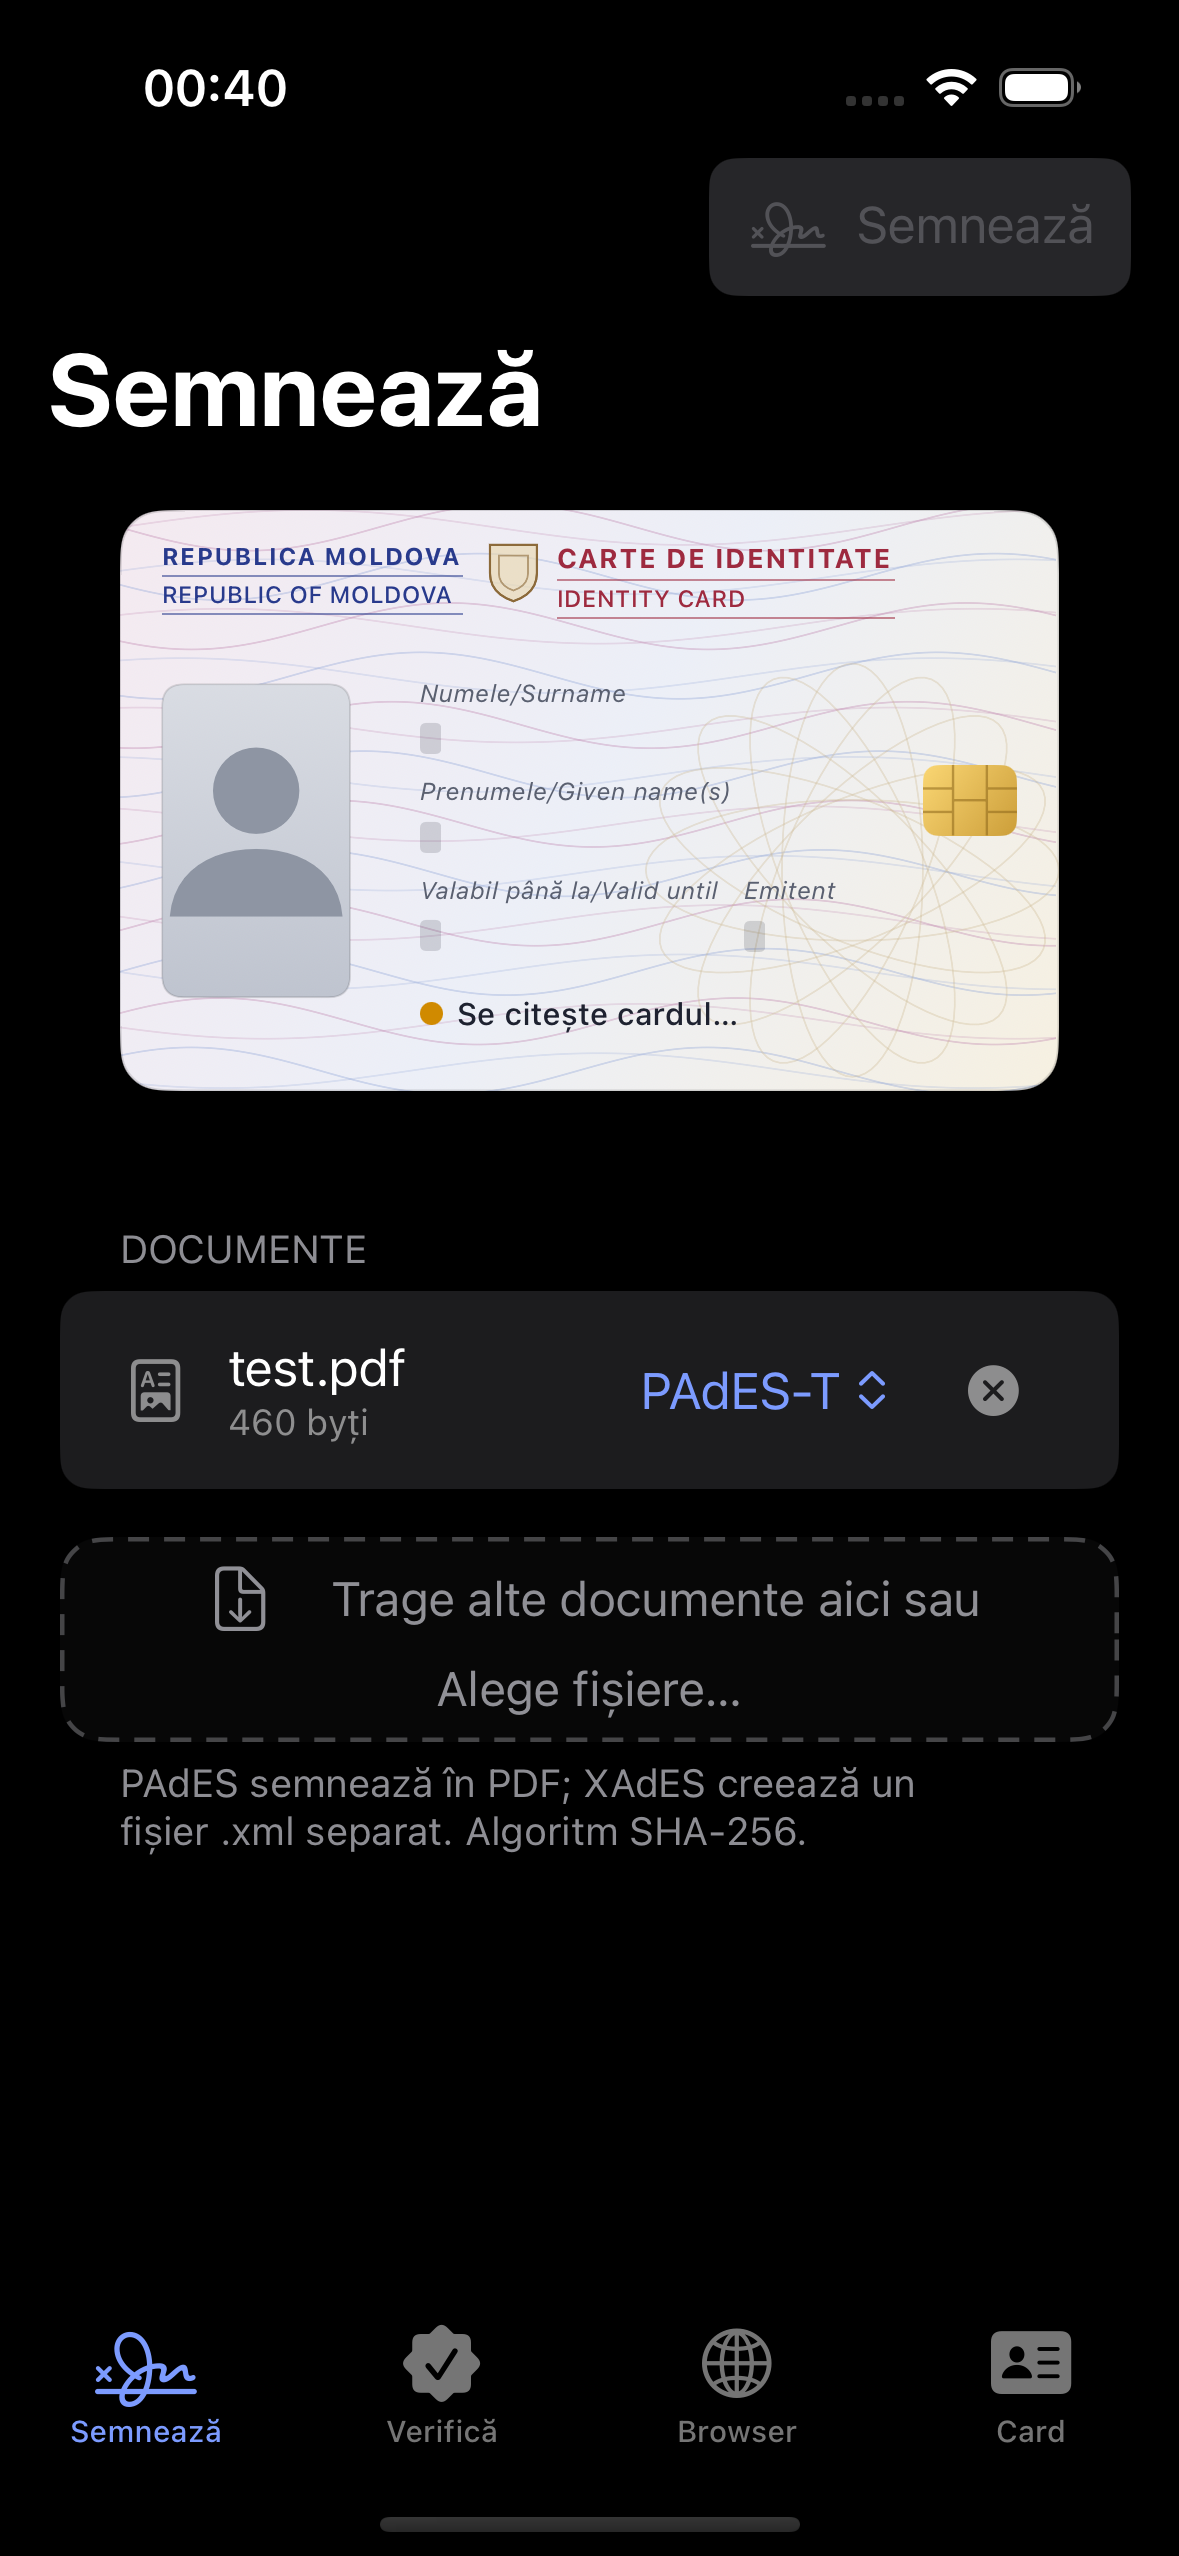 00:40
Semnează
Semnează
REPUBLICA MOLDOVA
REPUBLIC OF MOLDOVA
CARTE DE IDENTITATE
IDENTITY CARD
Numele/Surname
Prenumele/Given name(s)
Valabil până la/Valid until Emitent
Se citește cardul...
DOCUMENTE
test.pdf
460 byți
PAdES-T
Trage alte documente aici sau
Alege fișiere...
PAdES semnează în PDF; XAdES creează un
fișier .xml separat. Algoritm SHA-256.
Semnează Verifică Browser Card